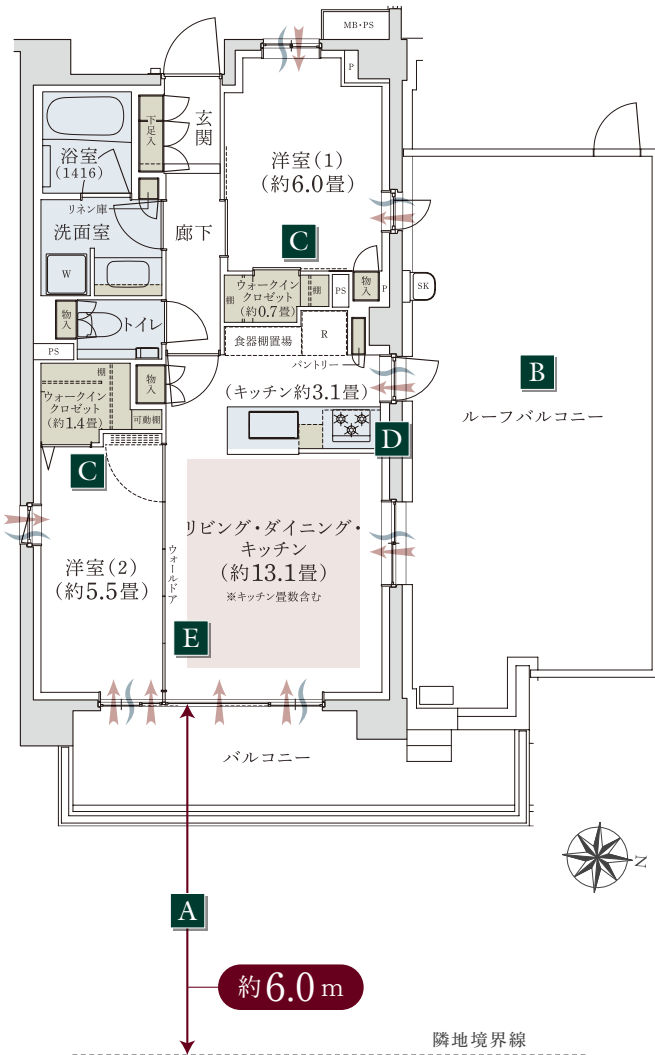 MB・PS
P
下足入
玄関
浴室
(1416)
洋室(1)
(約6.0畳)
リネン庫
洗面室
廊下
C
W
ウォークイン
クロゼット
(約0.7畳)
棚
棚
PS
物入
P
SK
物入
トイレ
食器棚置場
R
PS
パントリー
B
ルーフバルコニー
棚
ウォークイン
クロゼット
(約1.4畳)
物入
可動棚
(キッチン約3.1畳)
D
C
リビング・ダイニング・
キッチン
(約13.1畳)
※キッチン畳数含む
ウォールドア
洋室(2)
(約5.5畳)
E
バルコニー
N
A
約6.0m
隣地境界線